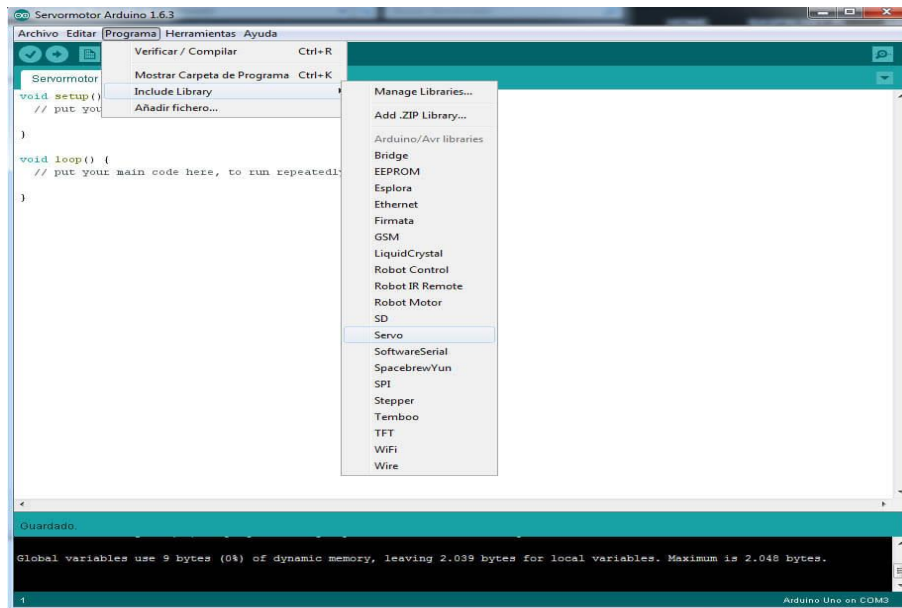 Servormotor Arduino 1.6.3
Archivo Editar Programa Herramientas Ayuda
Verificar / Compilar Ctrl+R
Mostrar Carpeta de Programa Ctrl+K
Include Library
Añadir fichero...
Manage Libraries...
Add .ZIP Library...
Arduino/Avr libraries
Bridge
EEPROM
Esplora
Ethernet
Firmata
GSM
LiquidCrystal
Robot Control
Robot IR Remote
Robot Motor
SD
Servo
SoftwareSerial
SpacebrewYun
SPI
Stepper
Temboo
TFT
WiFi
Wire
Servormotor
void setup()
// put you
}
void loop() {
// put your main code here, to run repeatedly
}
Guardado.
Global variables use 9 bytes (0%) of dynamic memory, leaving 2.039 bytes for local variables. Maximum is 2.048 bytes.
1
Arduino Uno on COM3